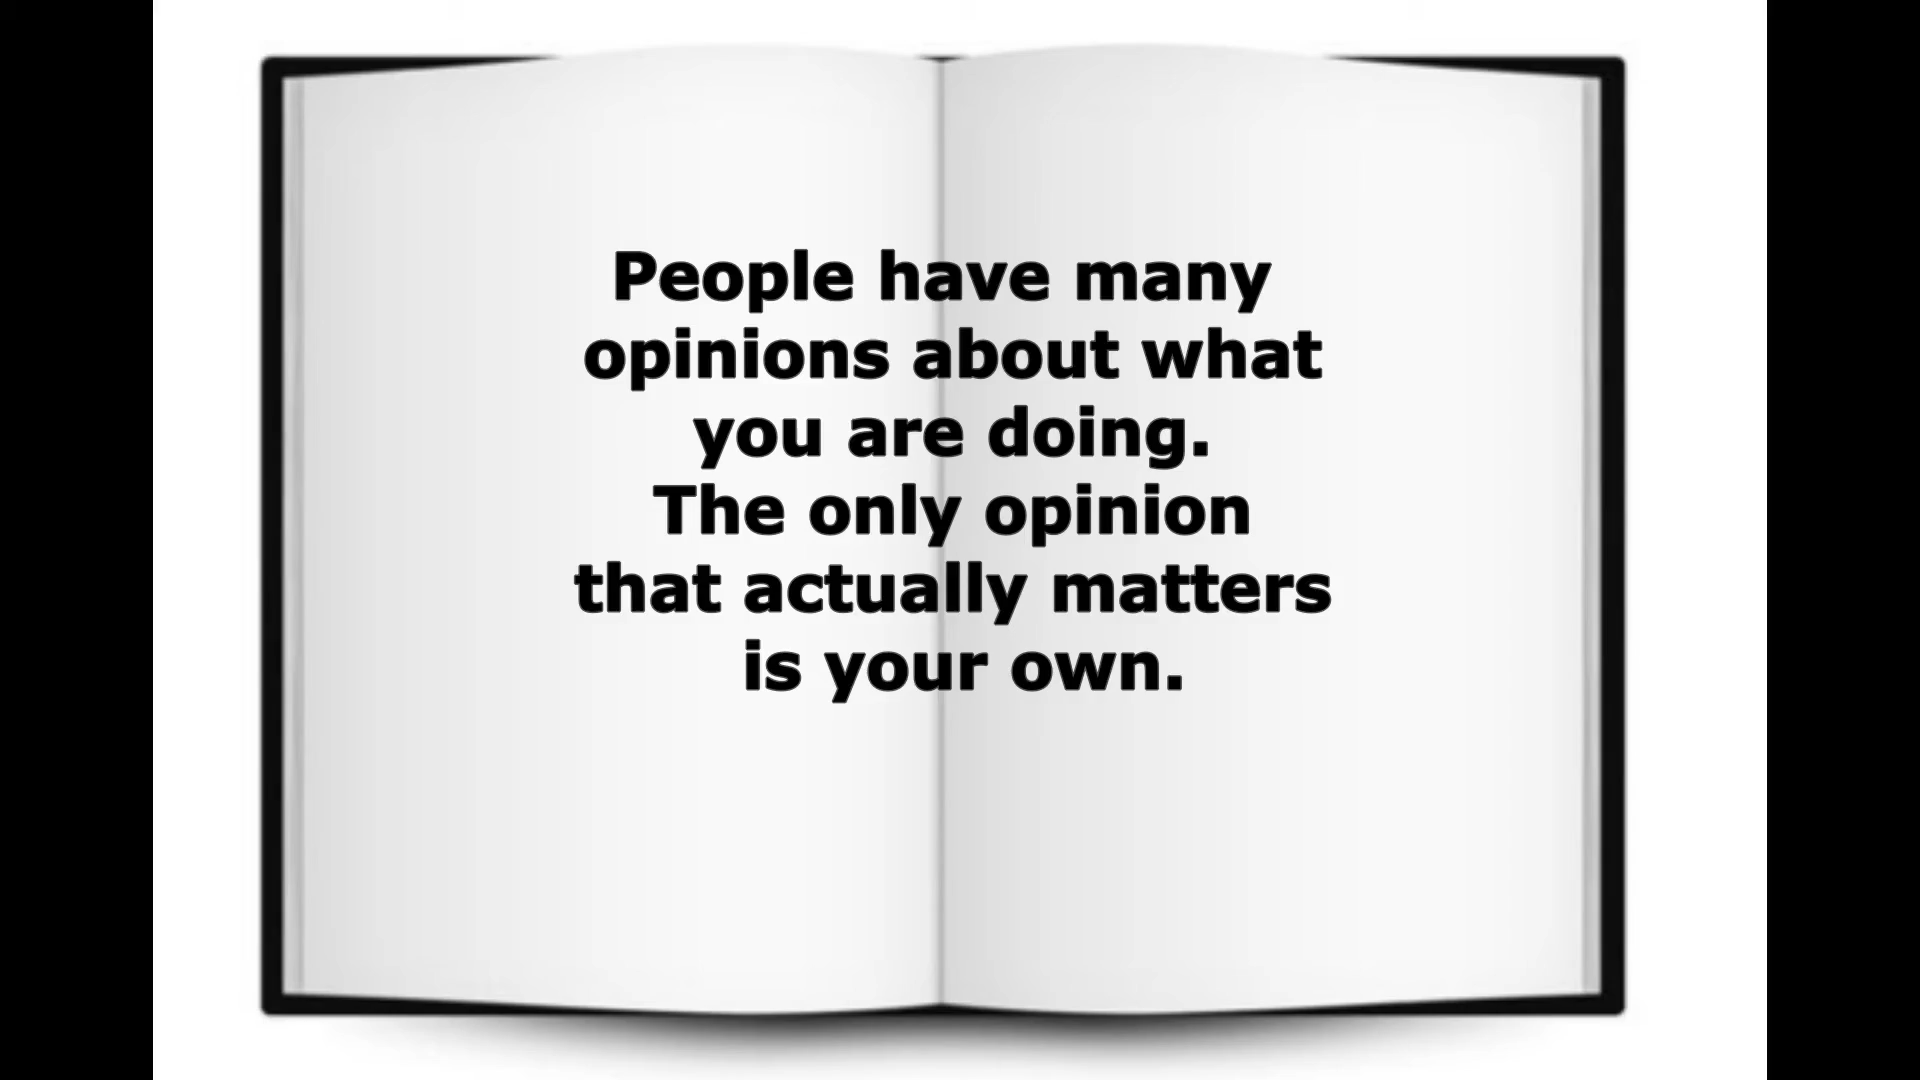 People have many
opinions about what
you are doing.
The only opinion
that actually matters
is your own.